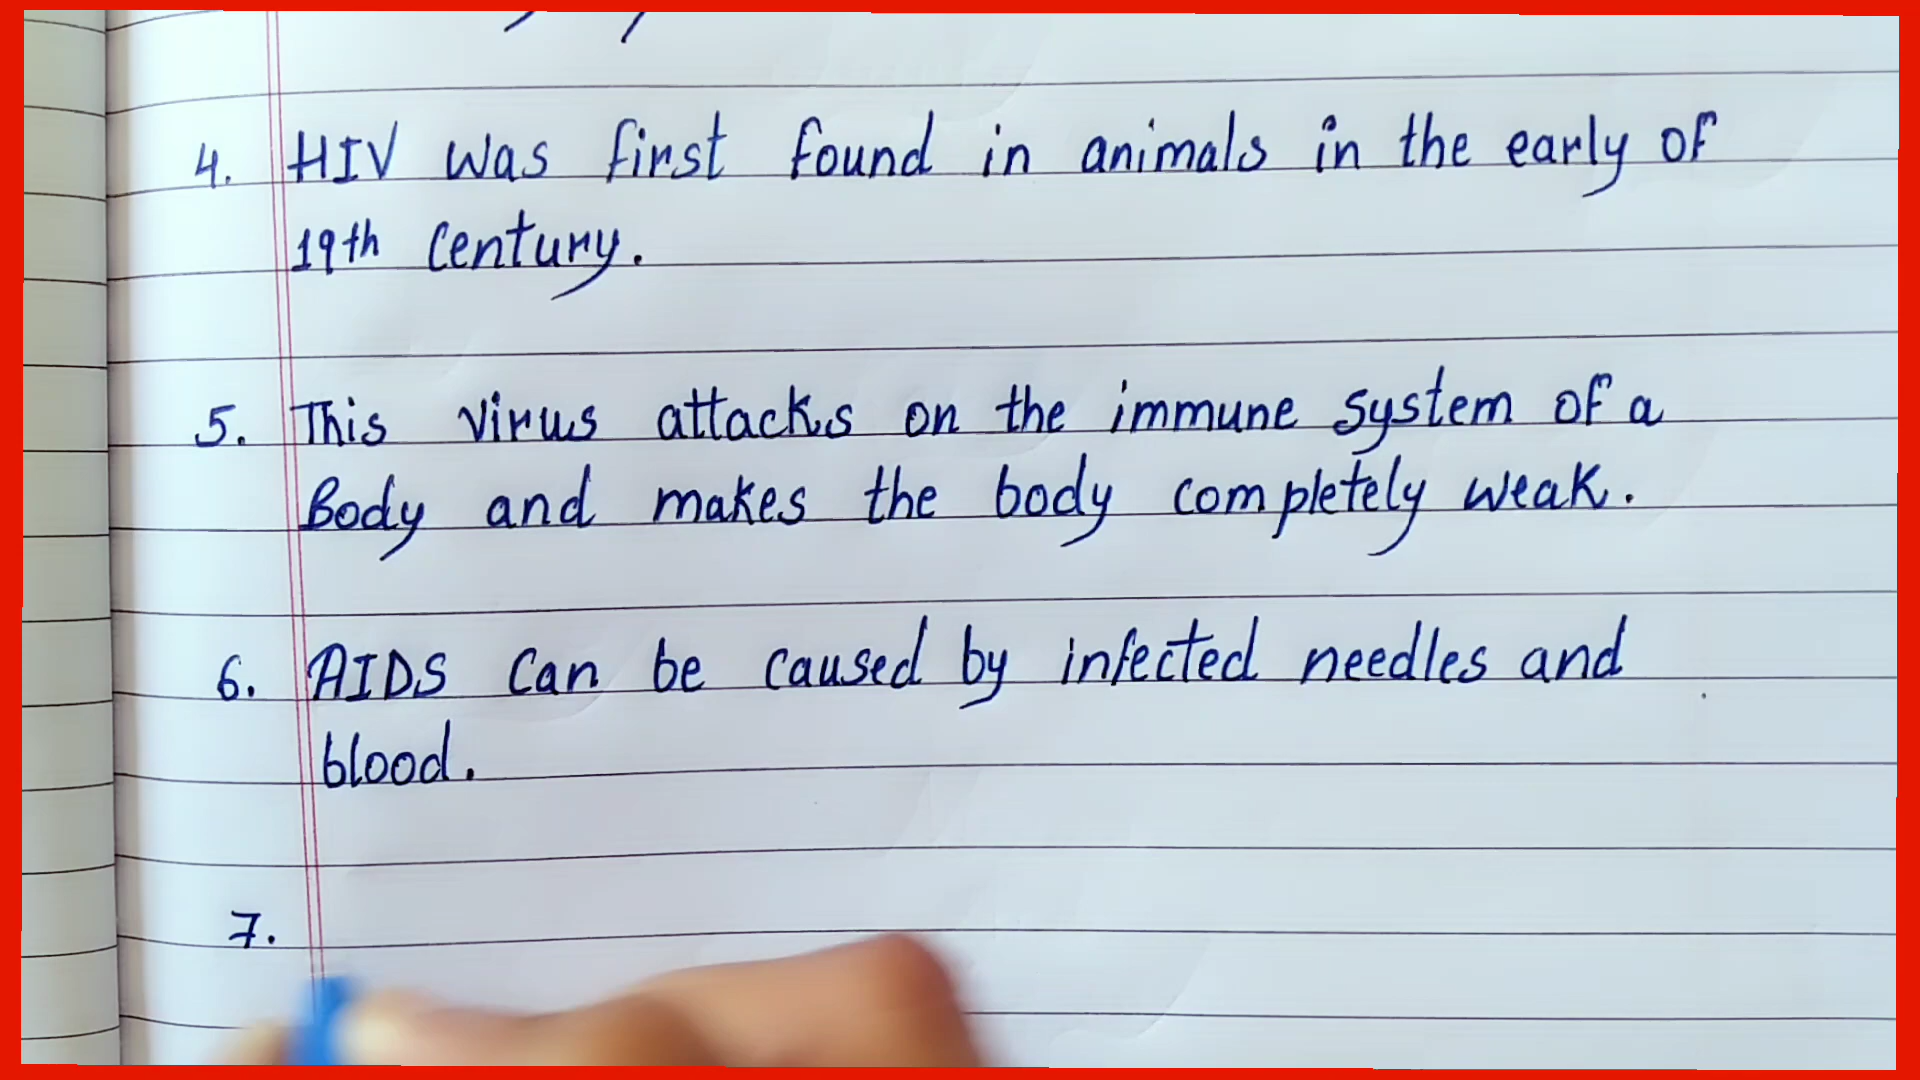 4. HIV was first found in animals in the early of
19th century.
5. This virus attacks on the immune system of a
Body and makes the body completely weak.
6. AIDS can be caused by infected needles and
blood.
7.